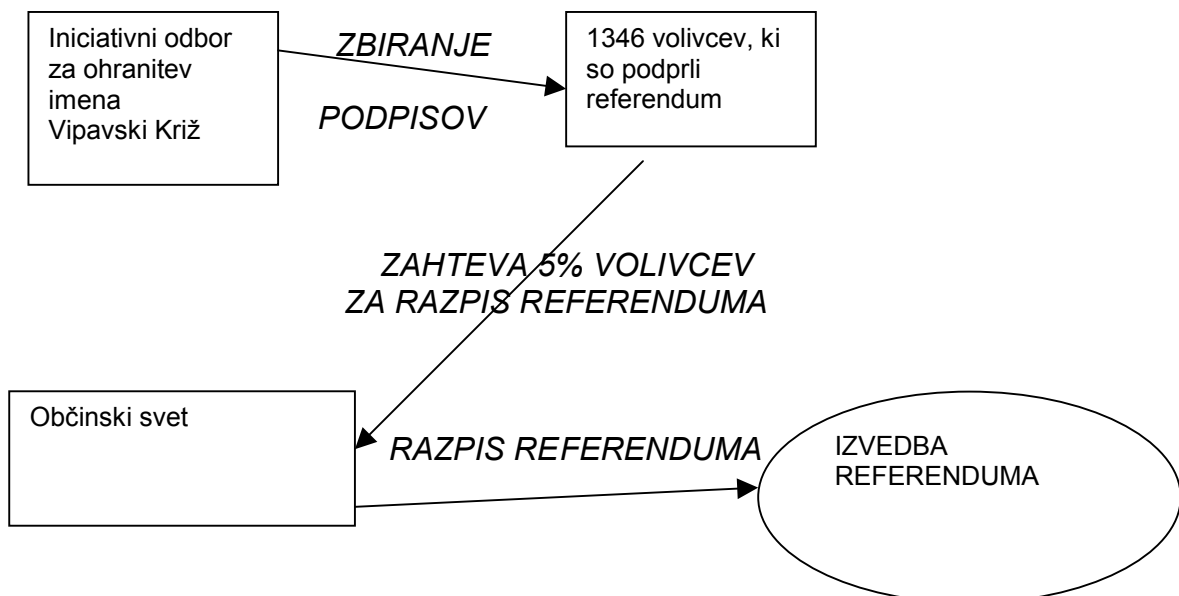 Iniciativni odbor
za ohranitev
imena
Vipavski Križ
ZBIRANJE
PODPISOV
1346 volivcev, ki
so podprli
referendum
ZAHTEVA 5% VOLIVCEV
ZA RAZPIS REFERENDUMA
Občinski svet
RAZPIS REFERENDUMA
IZVEDBA
REFERENDUMA